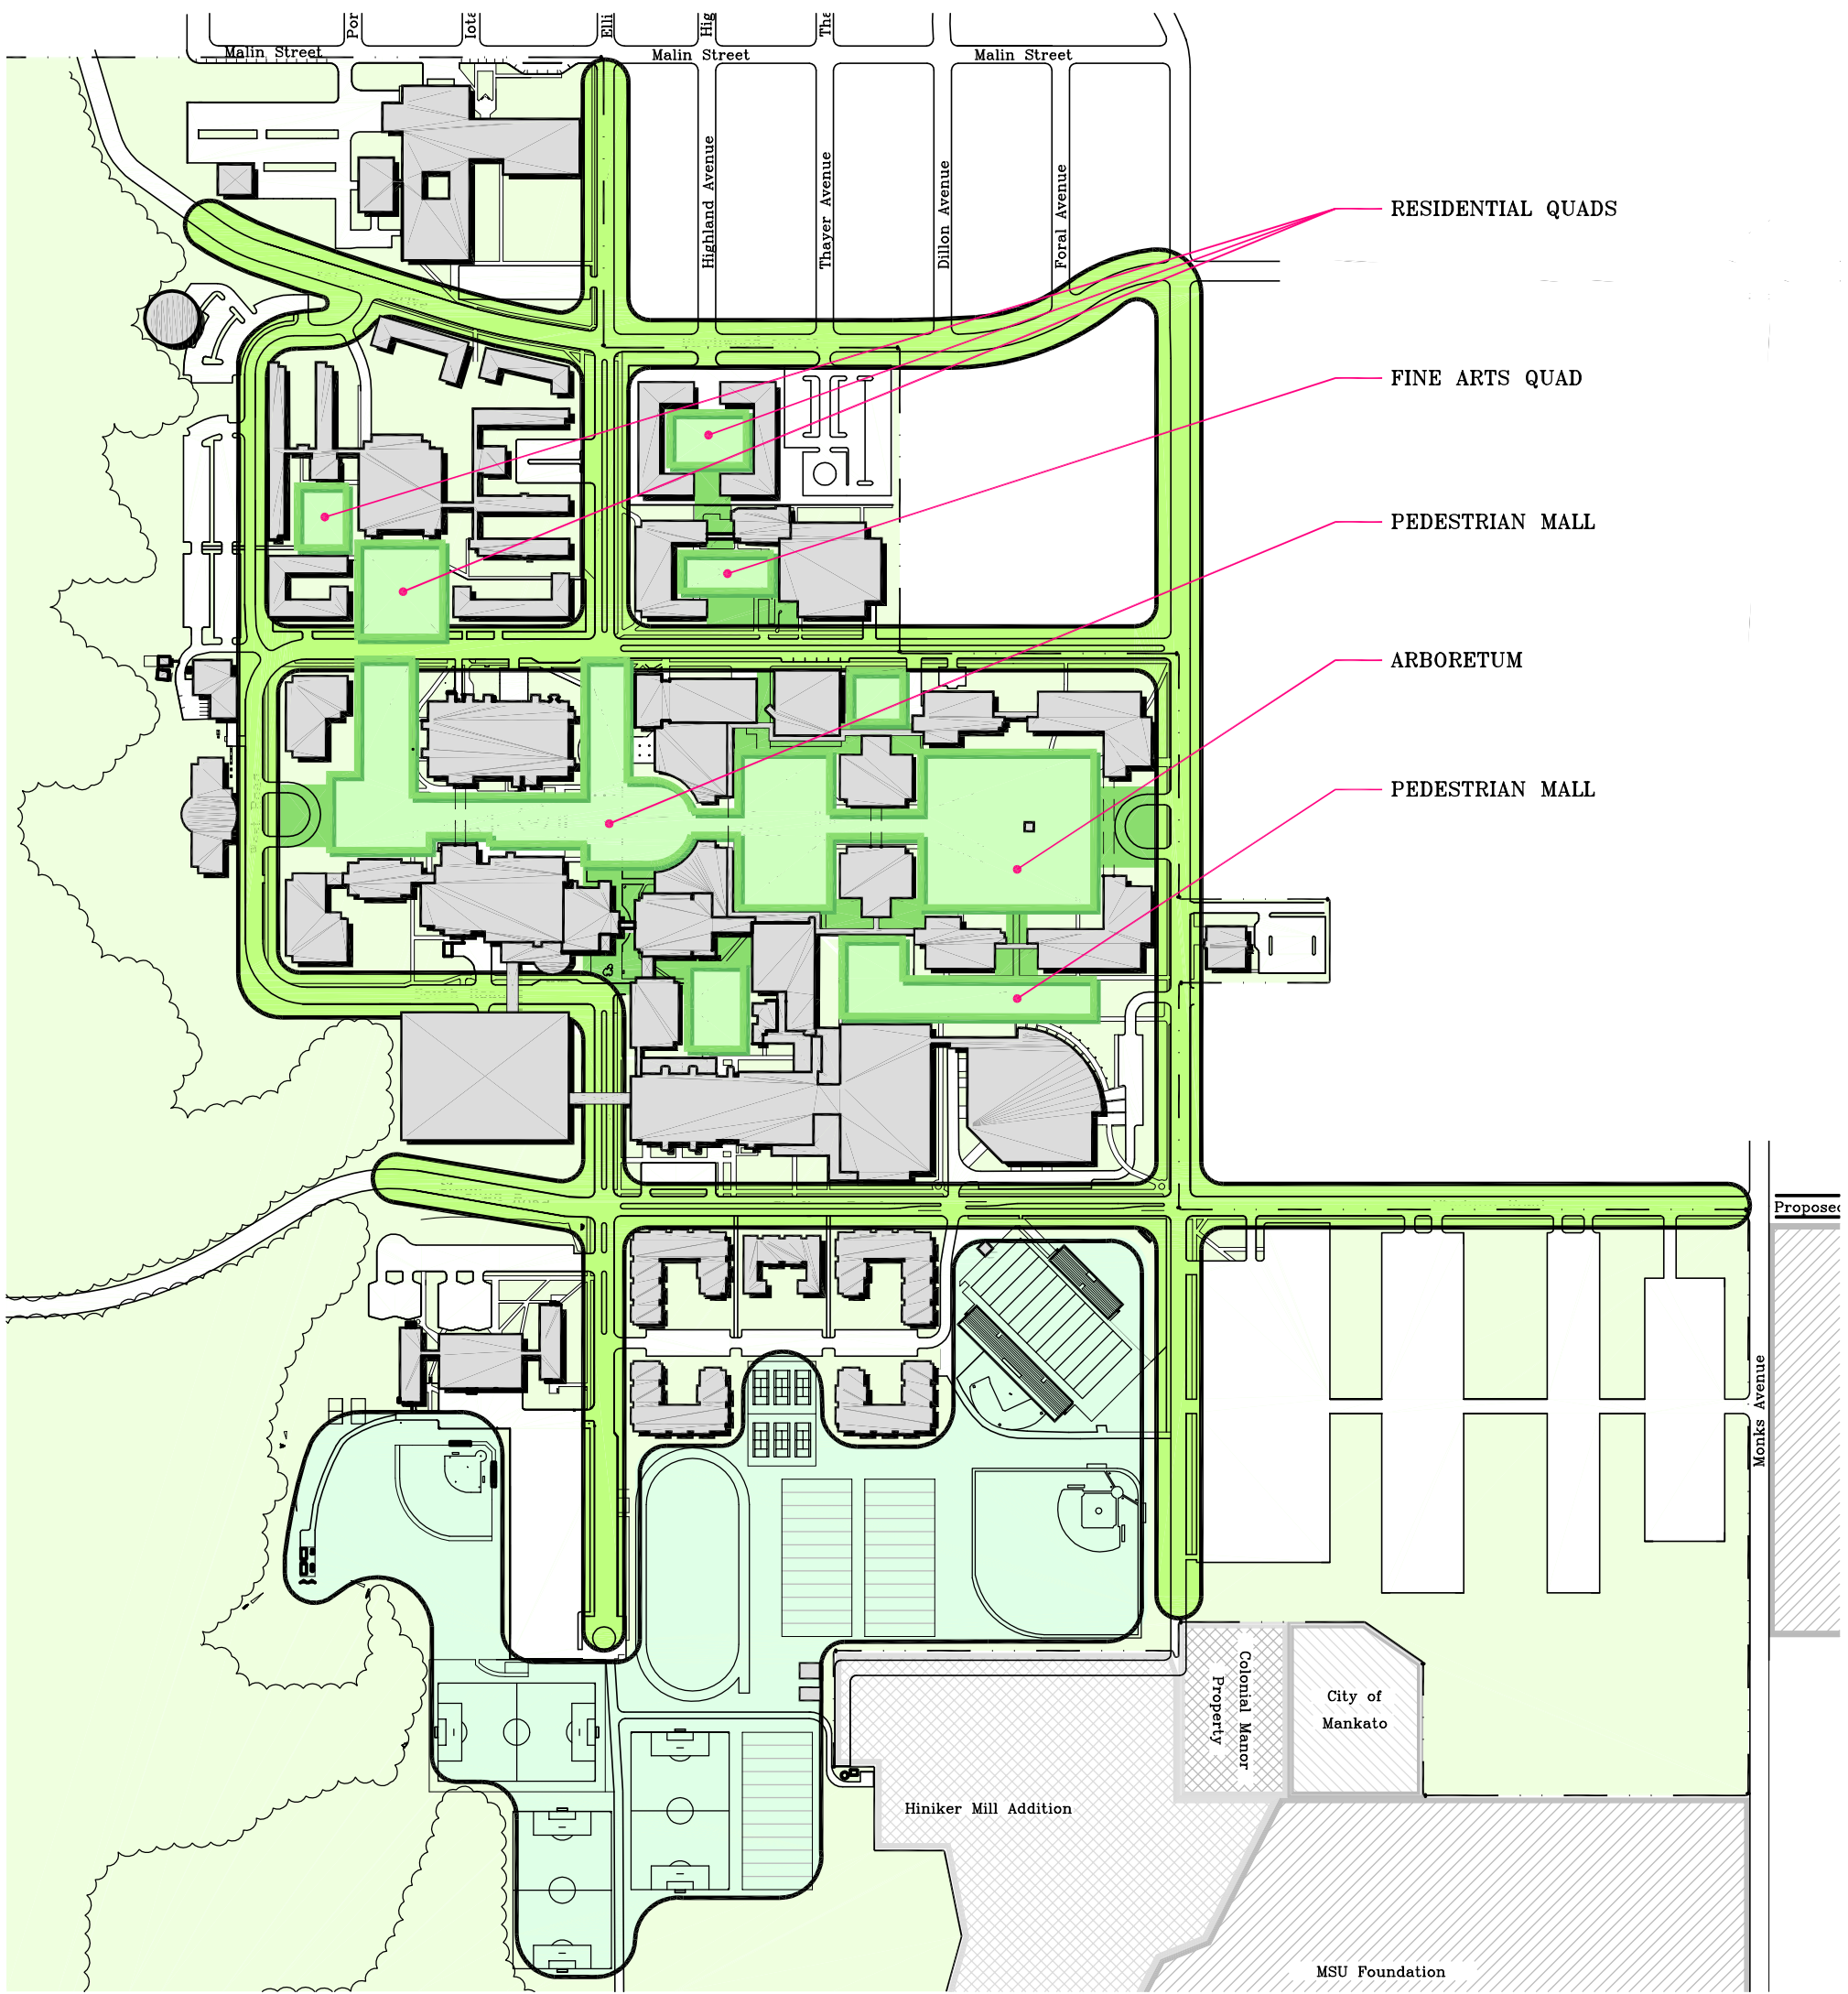 Malin Street
Malin Street
Malin Street
Highland Avenue
Thayer Avenue
Dillon Avenue
Foral Avenue
RESIDENTIAL QUADS
FINE ARTS QUAD
PEDESTRIAN MALL
ARBORETUM
PEDESTRIAN MALL
Proposed
Monks Avenue
Colonial Manor
Property
City of
Mankato
Hiniker Mill Addition
MSU Foundation